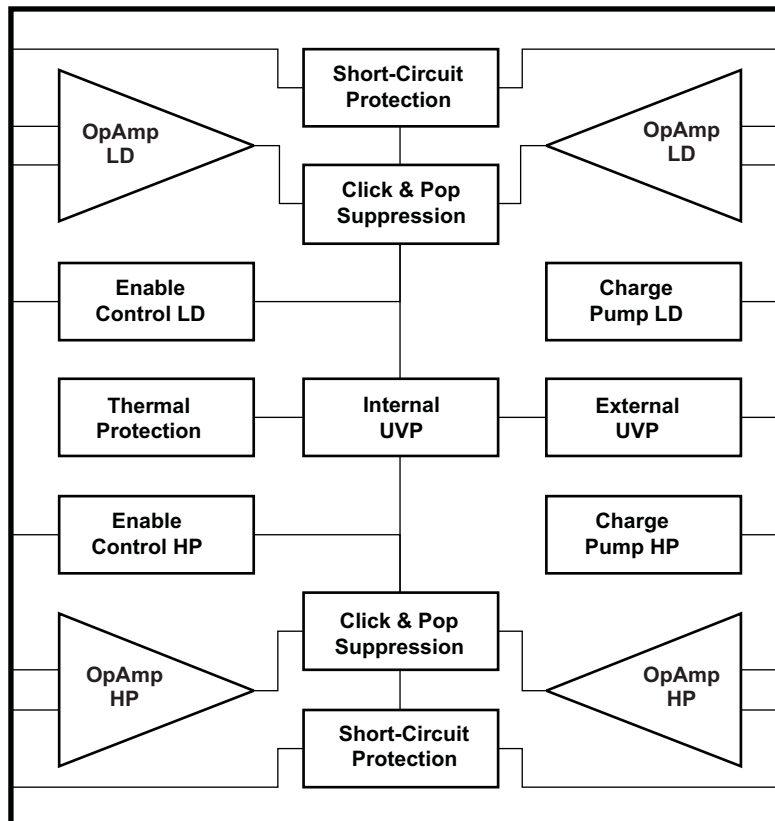 Short-Circuit
Protection
OpAmp
LD
OpAmp
LD
Click & Pop
Suppression
Enable
Control LD
Charge
Pump LD
Thermal
Protection
Internal
UVP
External
UVP
Enable
Control HP
Charge
Pump HP
Click & Pop
Suppression
OpAmp
HP
OpAmp
HP
Short-Circuit
Protection